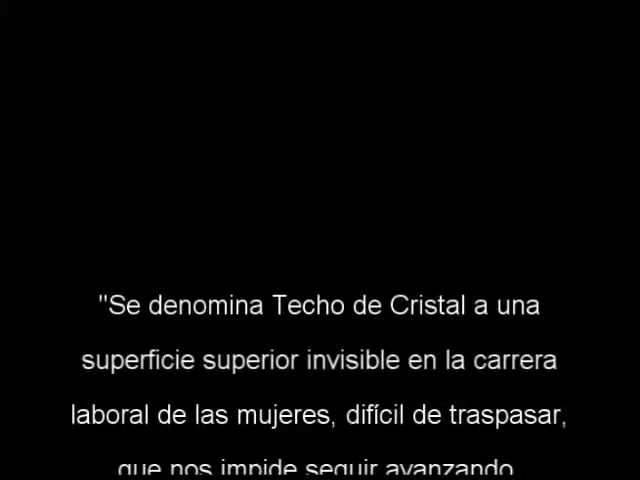 "Se denomina Techo de Cristal a una
superficie superior invisible en la carrera
laboral de las mujeres, difícil de traspasar,
que nos impide seguir avanzando